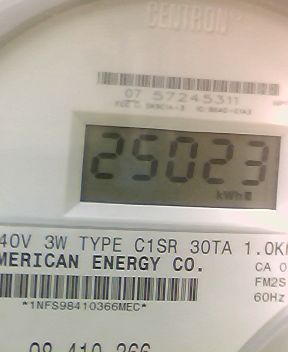 CENTRON
07 57245311
25023
kWh
40V 3W TYPE C1SR 30TA 1.0K
MERICAN ENERGY CO.
CA 0
FM2S
60Hz
*1NFS98410366MEC*
98 410 366